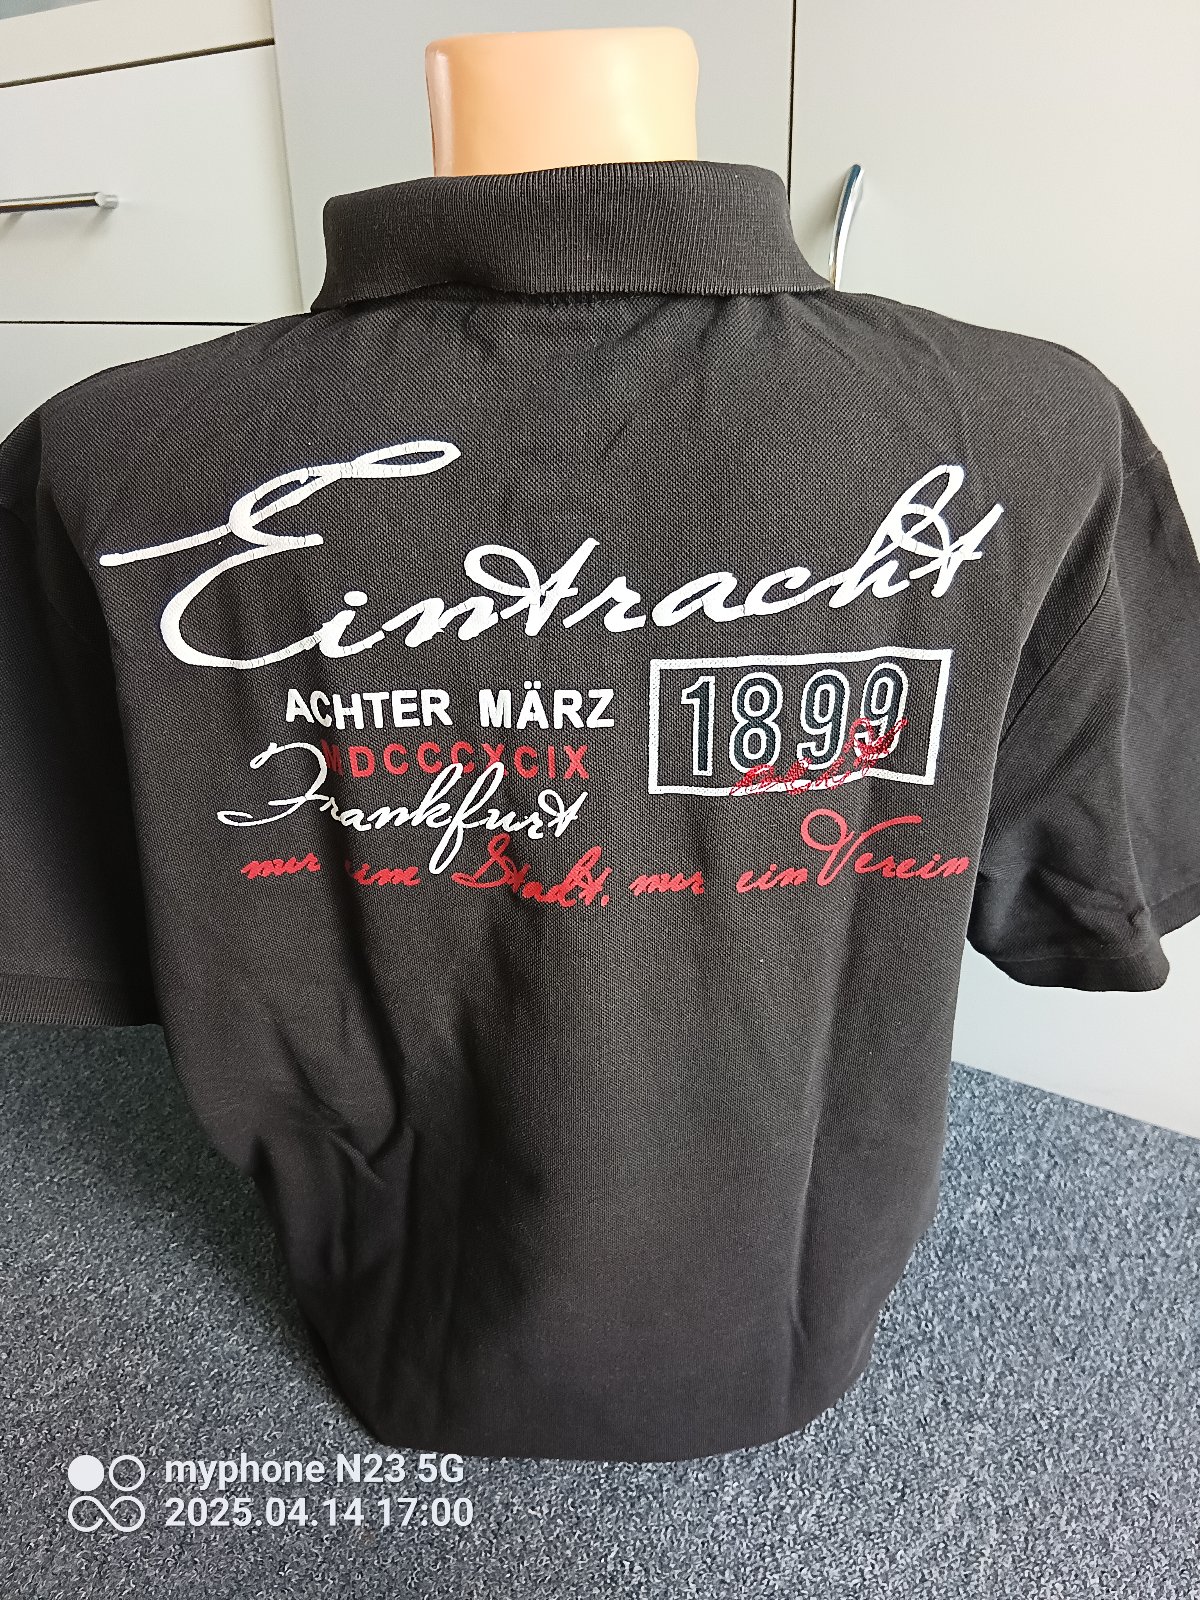 Eintracht
ACHTER MÄRZ
1899
MDCCCXCIX
Frankfurt
nur eine Stadt, nur ein Verein
myphone N23 5G
2025.04.14 17:00